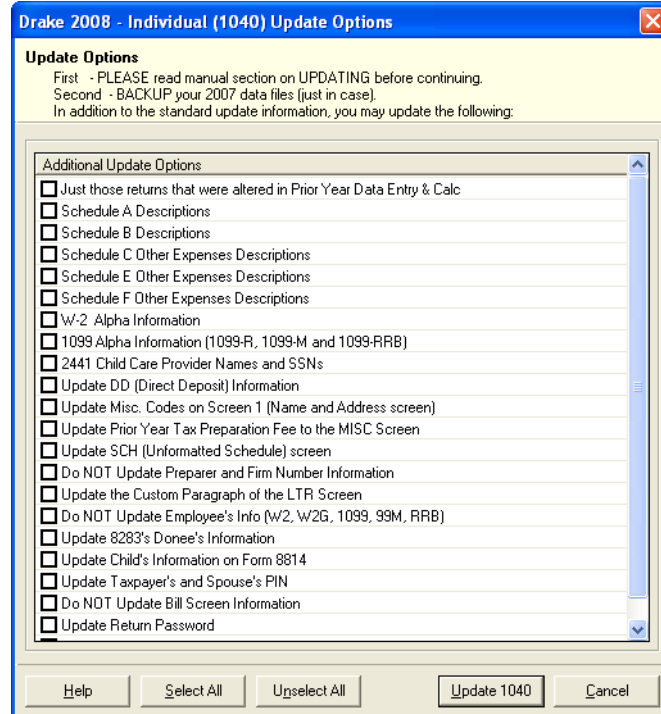 Drake 2008 - Individual (1040) Update Options
Update Options
First - PLEASE read manual section on UPDATING before continuing.
Second - BACKUP your 2007 data files (just in case).
In addition to the standard update information, you may update the following:
Additional Update Options
Just those returns that were altered in Prior Year Data Entry & Calc
Schedule A Descriptions
Schedule B Descriptions
Schedule C Other Expenses Descriptions
Schedule E Other Expenses Descriptions
Schedule F Other Expenses Descriptions
W-2 Alpha Information
1099 Alpha Information (1099-R, 1099-M and 1099-RRB)
2441 Child Care Provider Names and SSNs
Update DD (Direct Deposit) Information
Update Misc. Codes on Screen 1 (Name and Address screen)
Update Prior Year Tax Preparation Fee to the MISC Screen
Update SCH (Unformatted Schedule) screen
Do NOT Update Preparer and Firm Number Information
Update the Custom Paragraph of the LTR Screen
Do NOT Update Employee's Info (W2, W2G, 1099, 99M, RRB)
Update 8283's Donee's Information
Update Child's Information on Form 8814
Update Taxpayer's and Spouse's PIN
Do NOT Update Bill Screen Information
Update Return Password
Help Select All Unselect All Update 1040 Cancel